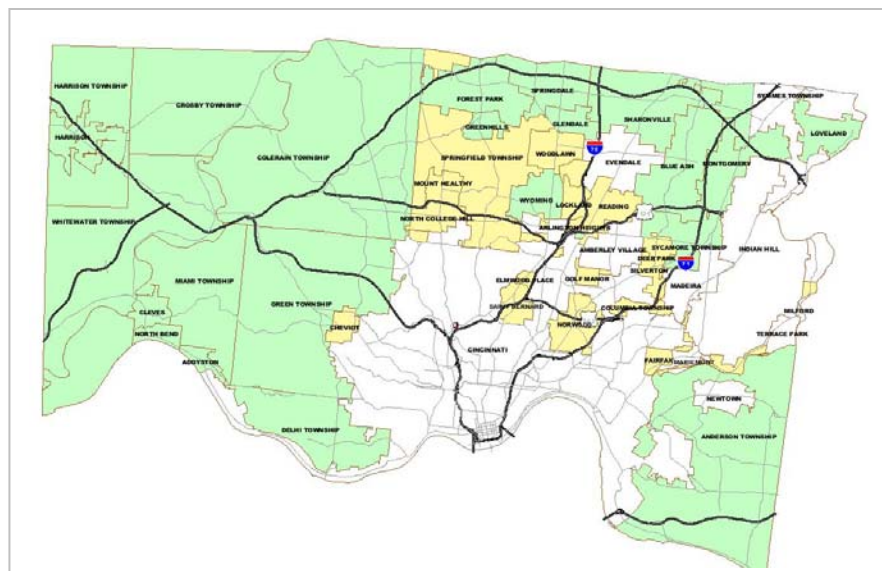 HARRISON TOWNSHIP
HARRISON
CROSBY TOWNSHIP
COLERAIN TOWNSHIP
WHITEWATER TOWNSHIP
MIAMI TOWNSHIP
CLEVES
NORTH BEND
ADDYSTON
GREEN TOWNSHIP
DELHI TOWNSHIP
CHEVIOT
FOREST PARK
SPRINGDALE
GREENHILLS
GLENDALE
SPRINGFIELD TOWNSHIP
WOODLAWN
MOUNT HEALTHY
NORTH COLLEGE HILL
WYOMING
LOCKLAND
READING
ARLINGTON HEIGHTS
EVENDALE
SHARONVILLE
BLUE ASH
MONTGOMERY
SYMMES TOWNSHIP
LOVELAND
AMBERLEY VILLAGE
SYCAMORE TOWNSHIP
DEER PARK
SILVERTON
INDIAN HILL
MADEIRA
ELMWOOD PLACE
GOLF MANOR
SAINT BERNARD
NORWOOD
COLUMBIA TOWNSHIP
CINCINNATI
MILFORD
TERRACE PARK
FAIRFAX
MARIEMONT
NEWTOWN
ANDERSON TOWNSHIP
75
71